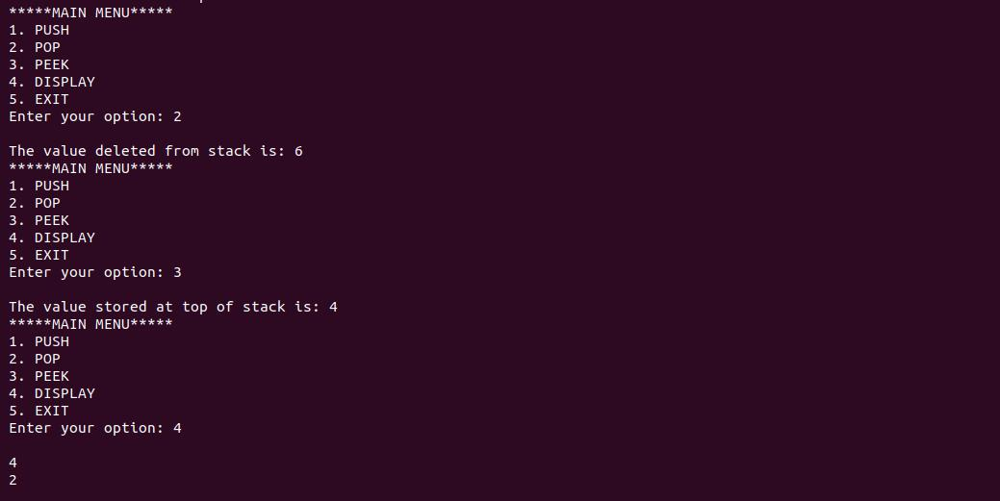 *****MAIN MENU*****
1. PUSH
2. POP
3. PEEK
4. DISPLAY
5. EXIT
Enter your option: 2
The value deleted from stack is: 6
*****MAIN MENU*****
1. PUSH
2. POP
3. PEEK
4. DISPLAY
5. EXIT
Enter your option: 3
The value stored at top of stack is: 4
*****MAIN MENU*****
1. PUSH
2. POP
3. PEEK
4. DISPLAY
5. EXIT
Enter your option: 4
4
2